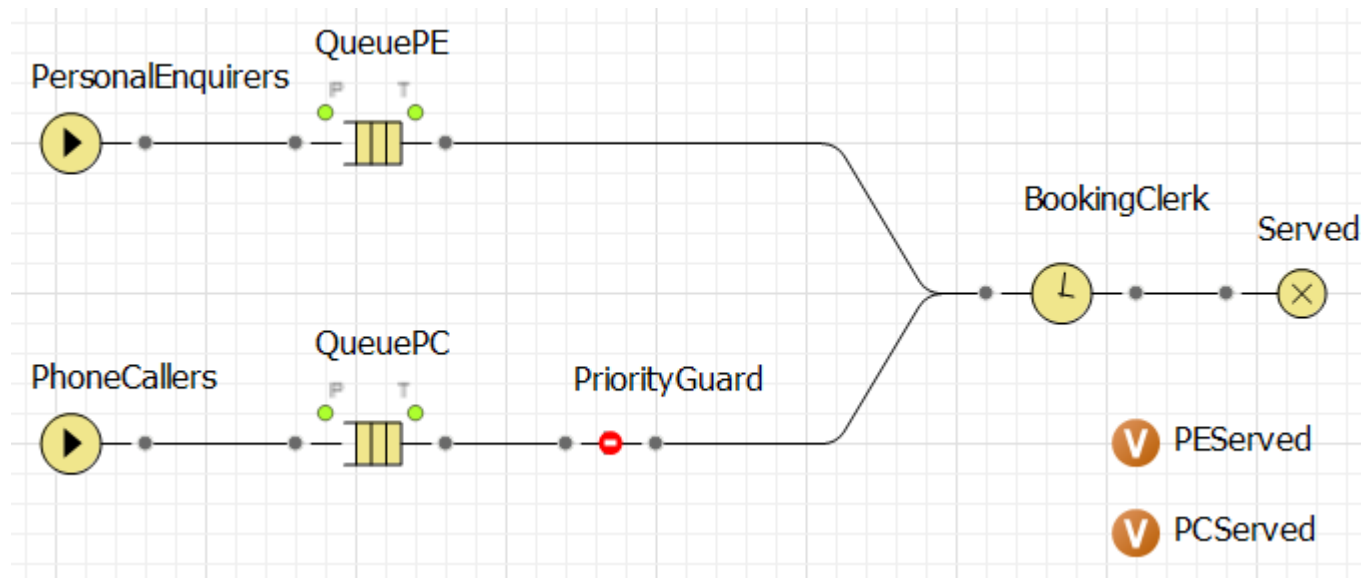 QueuePE
PersonalEnquirers
P T
BookingClerk
Served
QueuePC
PhoneCallers
P T
PriorityGuard
V PEServed
V PCServed